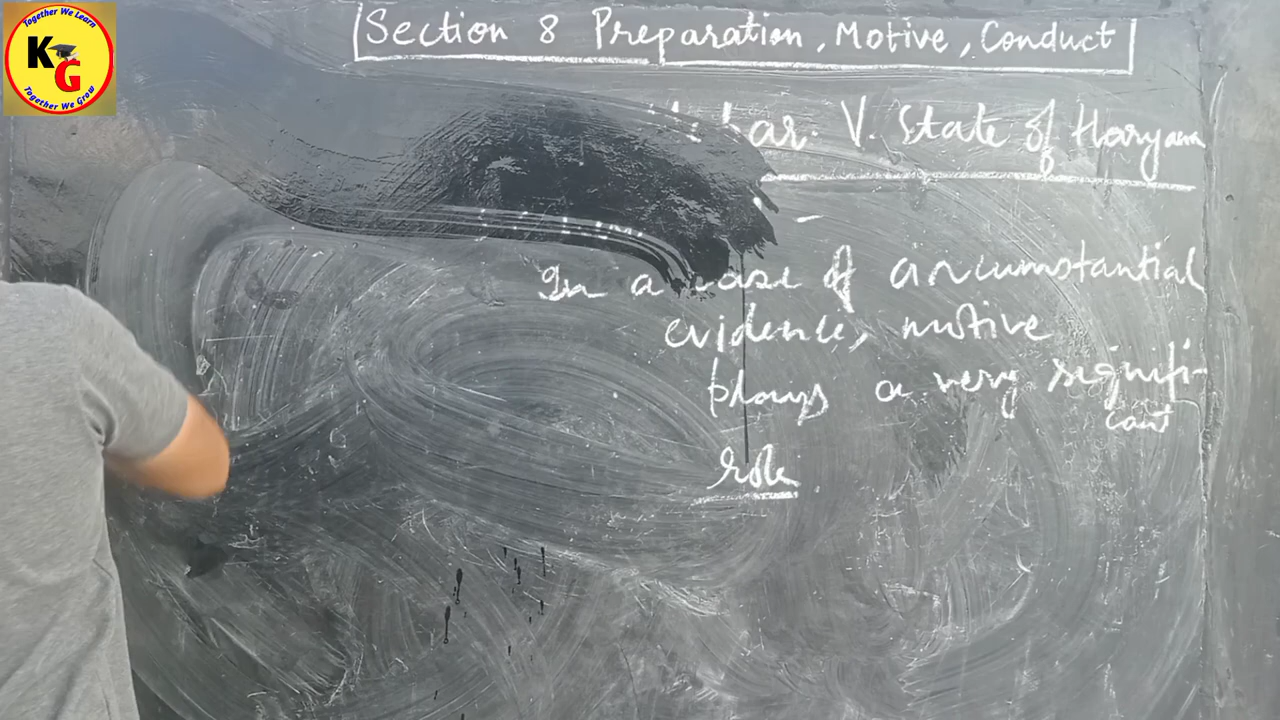 Together We Learn
KG
Together We Grow
Section 8 Preparation, Motive, Conduct
V. State of Haryana
In a case of circumstantial
evidence, motive
plays a very signifi-
cant
role